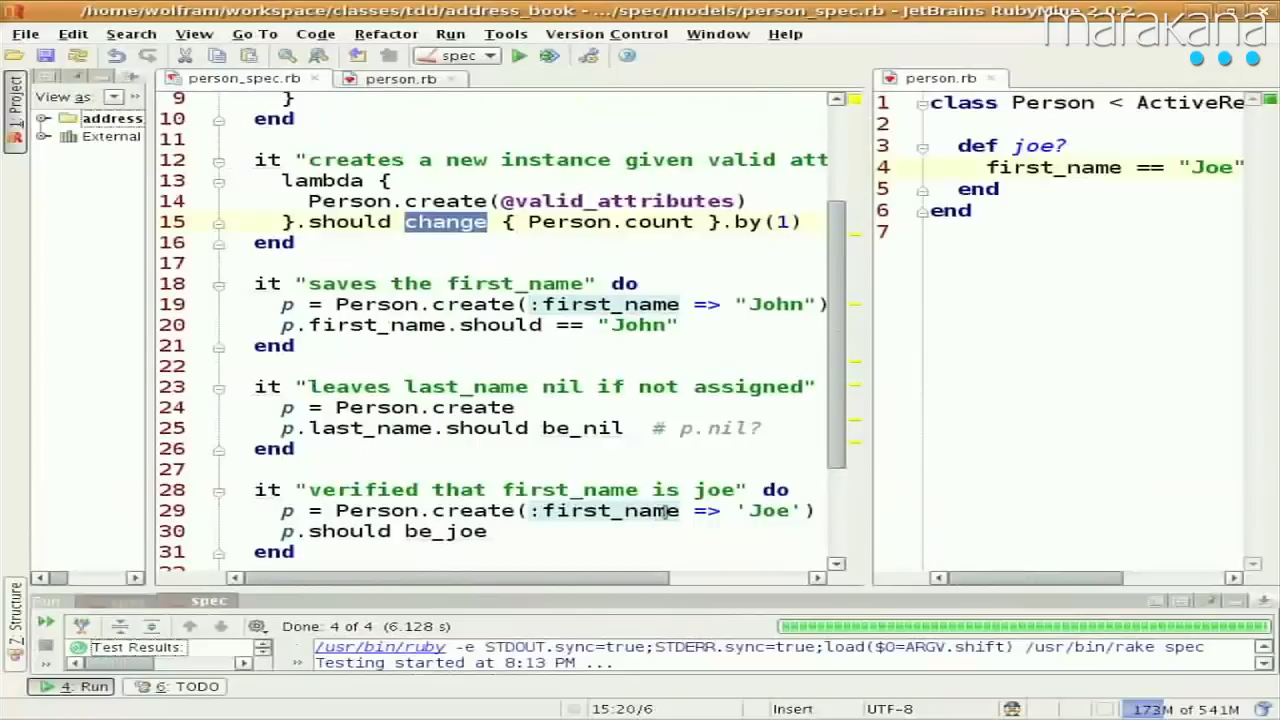 /home/wolfram/workspace/classes/tdd/address_book - .../spec/models/person_spec.rb - JetBrains RubyMine 2.0.2
marakana
File Edit Search View Go To Code Refactor Run Tools Version Control Window Help
spec
person_spec.rb
person.rb
person.rb
1: Project
View as:
address
External
9 }
10 end
11
12 it "creates a new instance given valid att
13 lambda {
14 Person.create(@valid_attributes)
15 }.should change { Person.count }.by(1)
16 end
17
18 it "saves the first_name" do
19 p = Person.create(:first_name => "John")
20 p.first_name.should == "John"
21 end
22
23 it "leaves last_name nil if not assigned"
24 p = Person.create
25 p.last_name.should be_nil # p.nil?
26 end
27
28 it "verified that first_name is joe" do
29 p = Person.create(:first_name => 'Joe')
30 p.should be_joe
31 end
1 class Person < ActiveRe
2
3 def joe?
4 first_name == "Joe"
5 end
6 end
7
Z: Structure
Run
spec
Done: 4 of 4 (6.128 s)
Test Results:
/usr/bin/ruby -e STDOUT.sync=true;STDERR.sync=true;load($0=ARGV.shift) /usr/bin/rake spec
Testing started at 8:13 PM ...
4: Run
6: TODO
15:20/6
Insert
UTF-8
173M of 541M